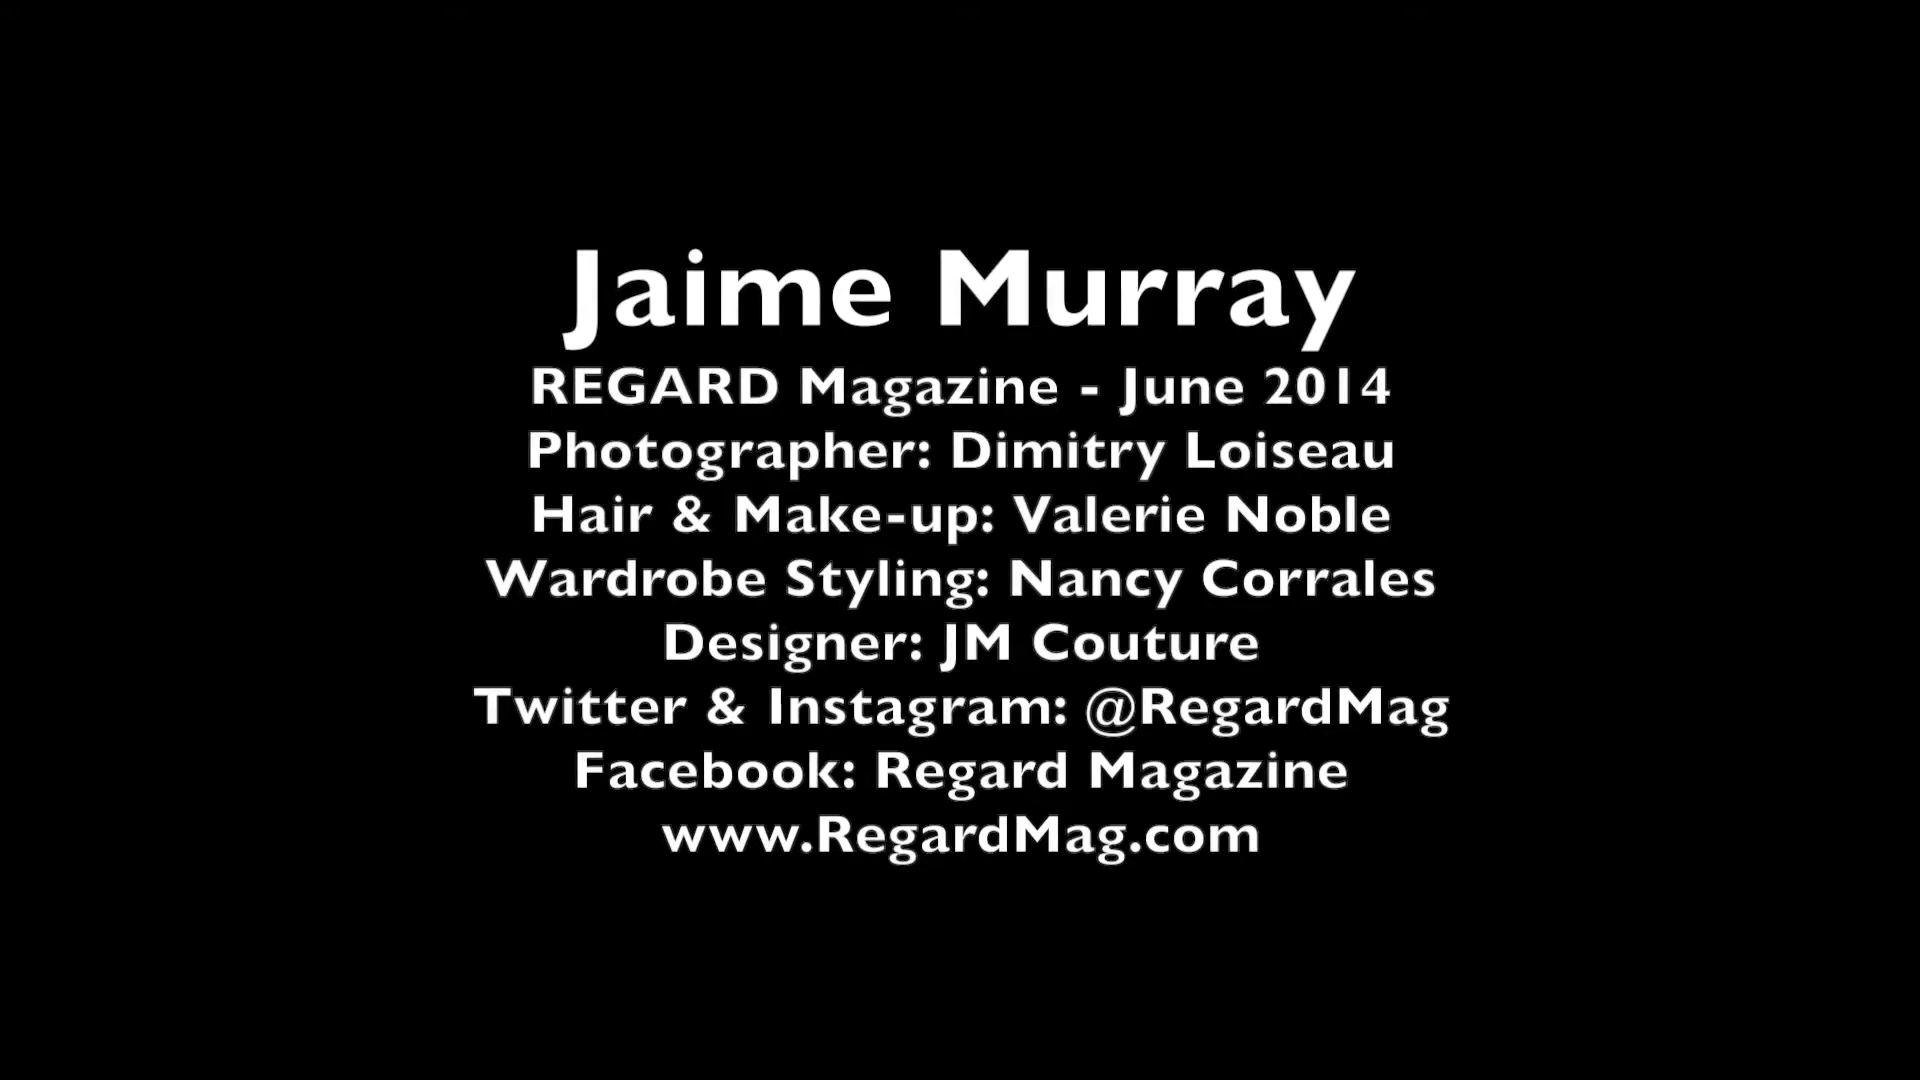 Jaime Murray
REGARD Magazine - June 2014
Photographer: Dimitry Loiseau
Hair & Make-up: Valerie Noble
Wardrobe Styling: Nancy Corrales
Designer: JM Couture
Twitter & Instagram: @RegardMag
Facebook: Regard Magazine
www.RegardMag.com